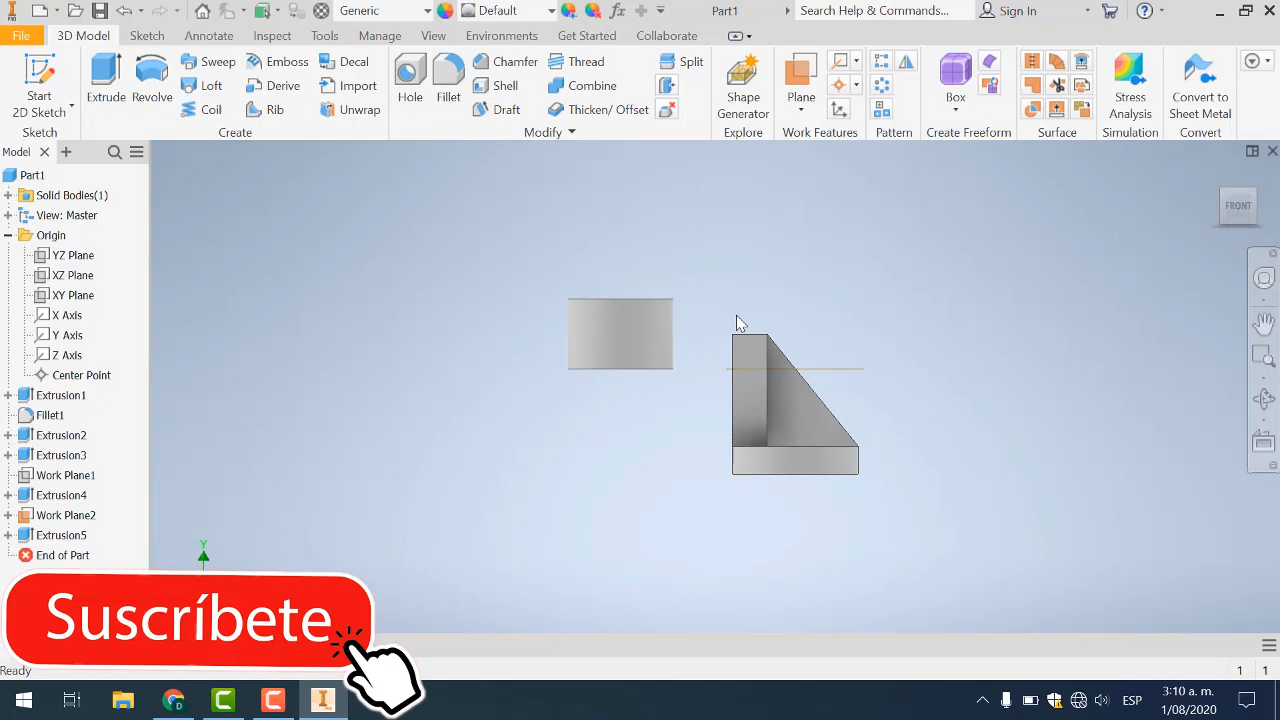 PRO
Generic
Default
Part1
Search Help & Commands...
Sign In
File
3D Model
Sketch
Annotate
Inspect
Tools
Manage
View
Environments
Get Started
Collaborate
Start
2D Sketch
Sketch
Extrude
Revolve
Sweep
Loft
Coil
Emboss
Deriv
Rib
Deca
Import
Unwrap
Create
Hole
Fillet
Chamfer
Shell
Draft
Thread
Combine
Thicken/ Offset
Split
Modify
Shape
Generator
Explore
Plane
Work Features
Pattern
Box
Create Freeform
Surface
Stress
Analysis
Simulation
Convert to
Sheet Metal
Convert
Model
Part1
Solid Bodies(1)
View: Master
Origin
YZ Plane
XZ Plane
XY Plane
X Axis
Y Axis
Z Axis
Center Point
Extrusion1
Fillet1
Extrusion2
Extrusion3
Work Plane1
Extrusion4
Work Plane2
Extrusion5
End of Part
FRONT
Y
Suscríbete
Ready
1 1
ESP
3:10 a. m.
1/08/2020